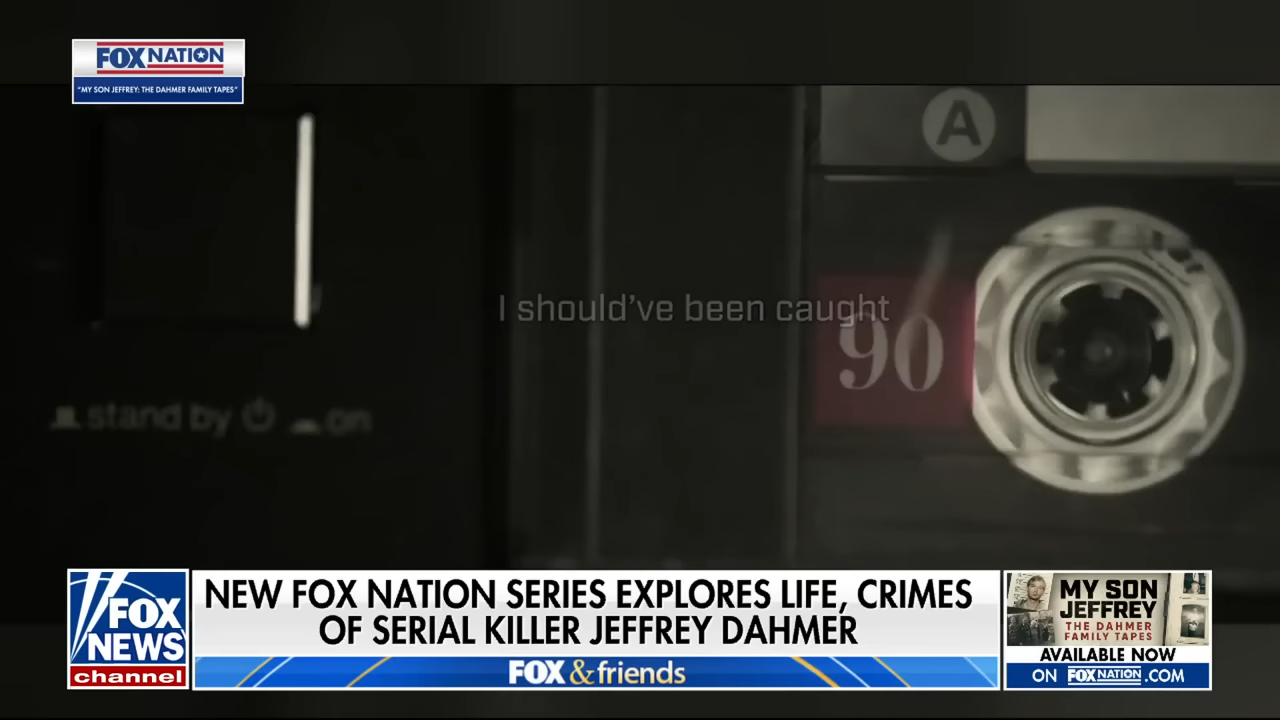 FOX NATION
"MY SON JEFFREY: THE DAHMER FAMILY TAPES"
A
I should've been caught
90
stand by on
NEW FOX NATION SERIES EXPLORES LIFE, CRIMES
OF SERIAL KILLER JEFFREY DAHMER
FOX
NEWS
channel
FOX & friends
MY SON
JEFFREY
THE DAHMER
FAMILY TAPES
AVAILABLE NOW
ON FOX NATION.COM